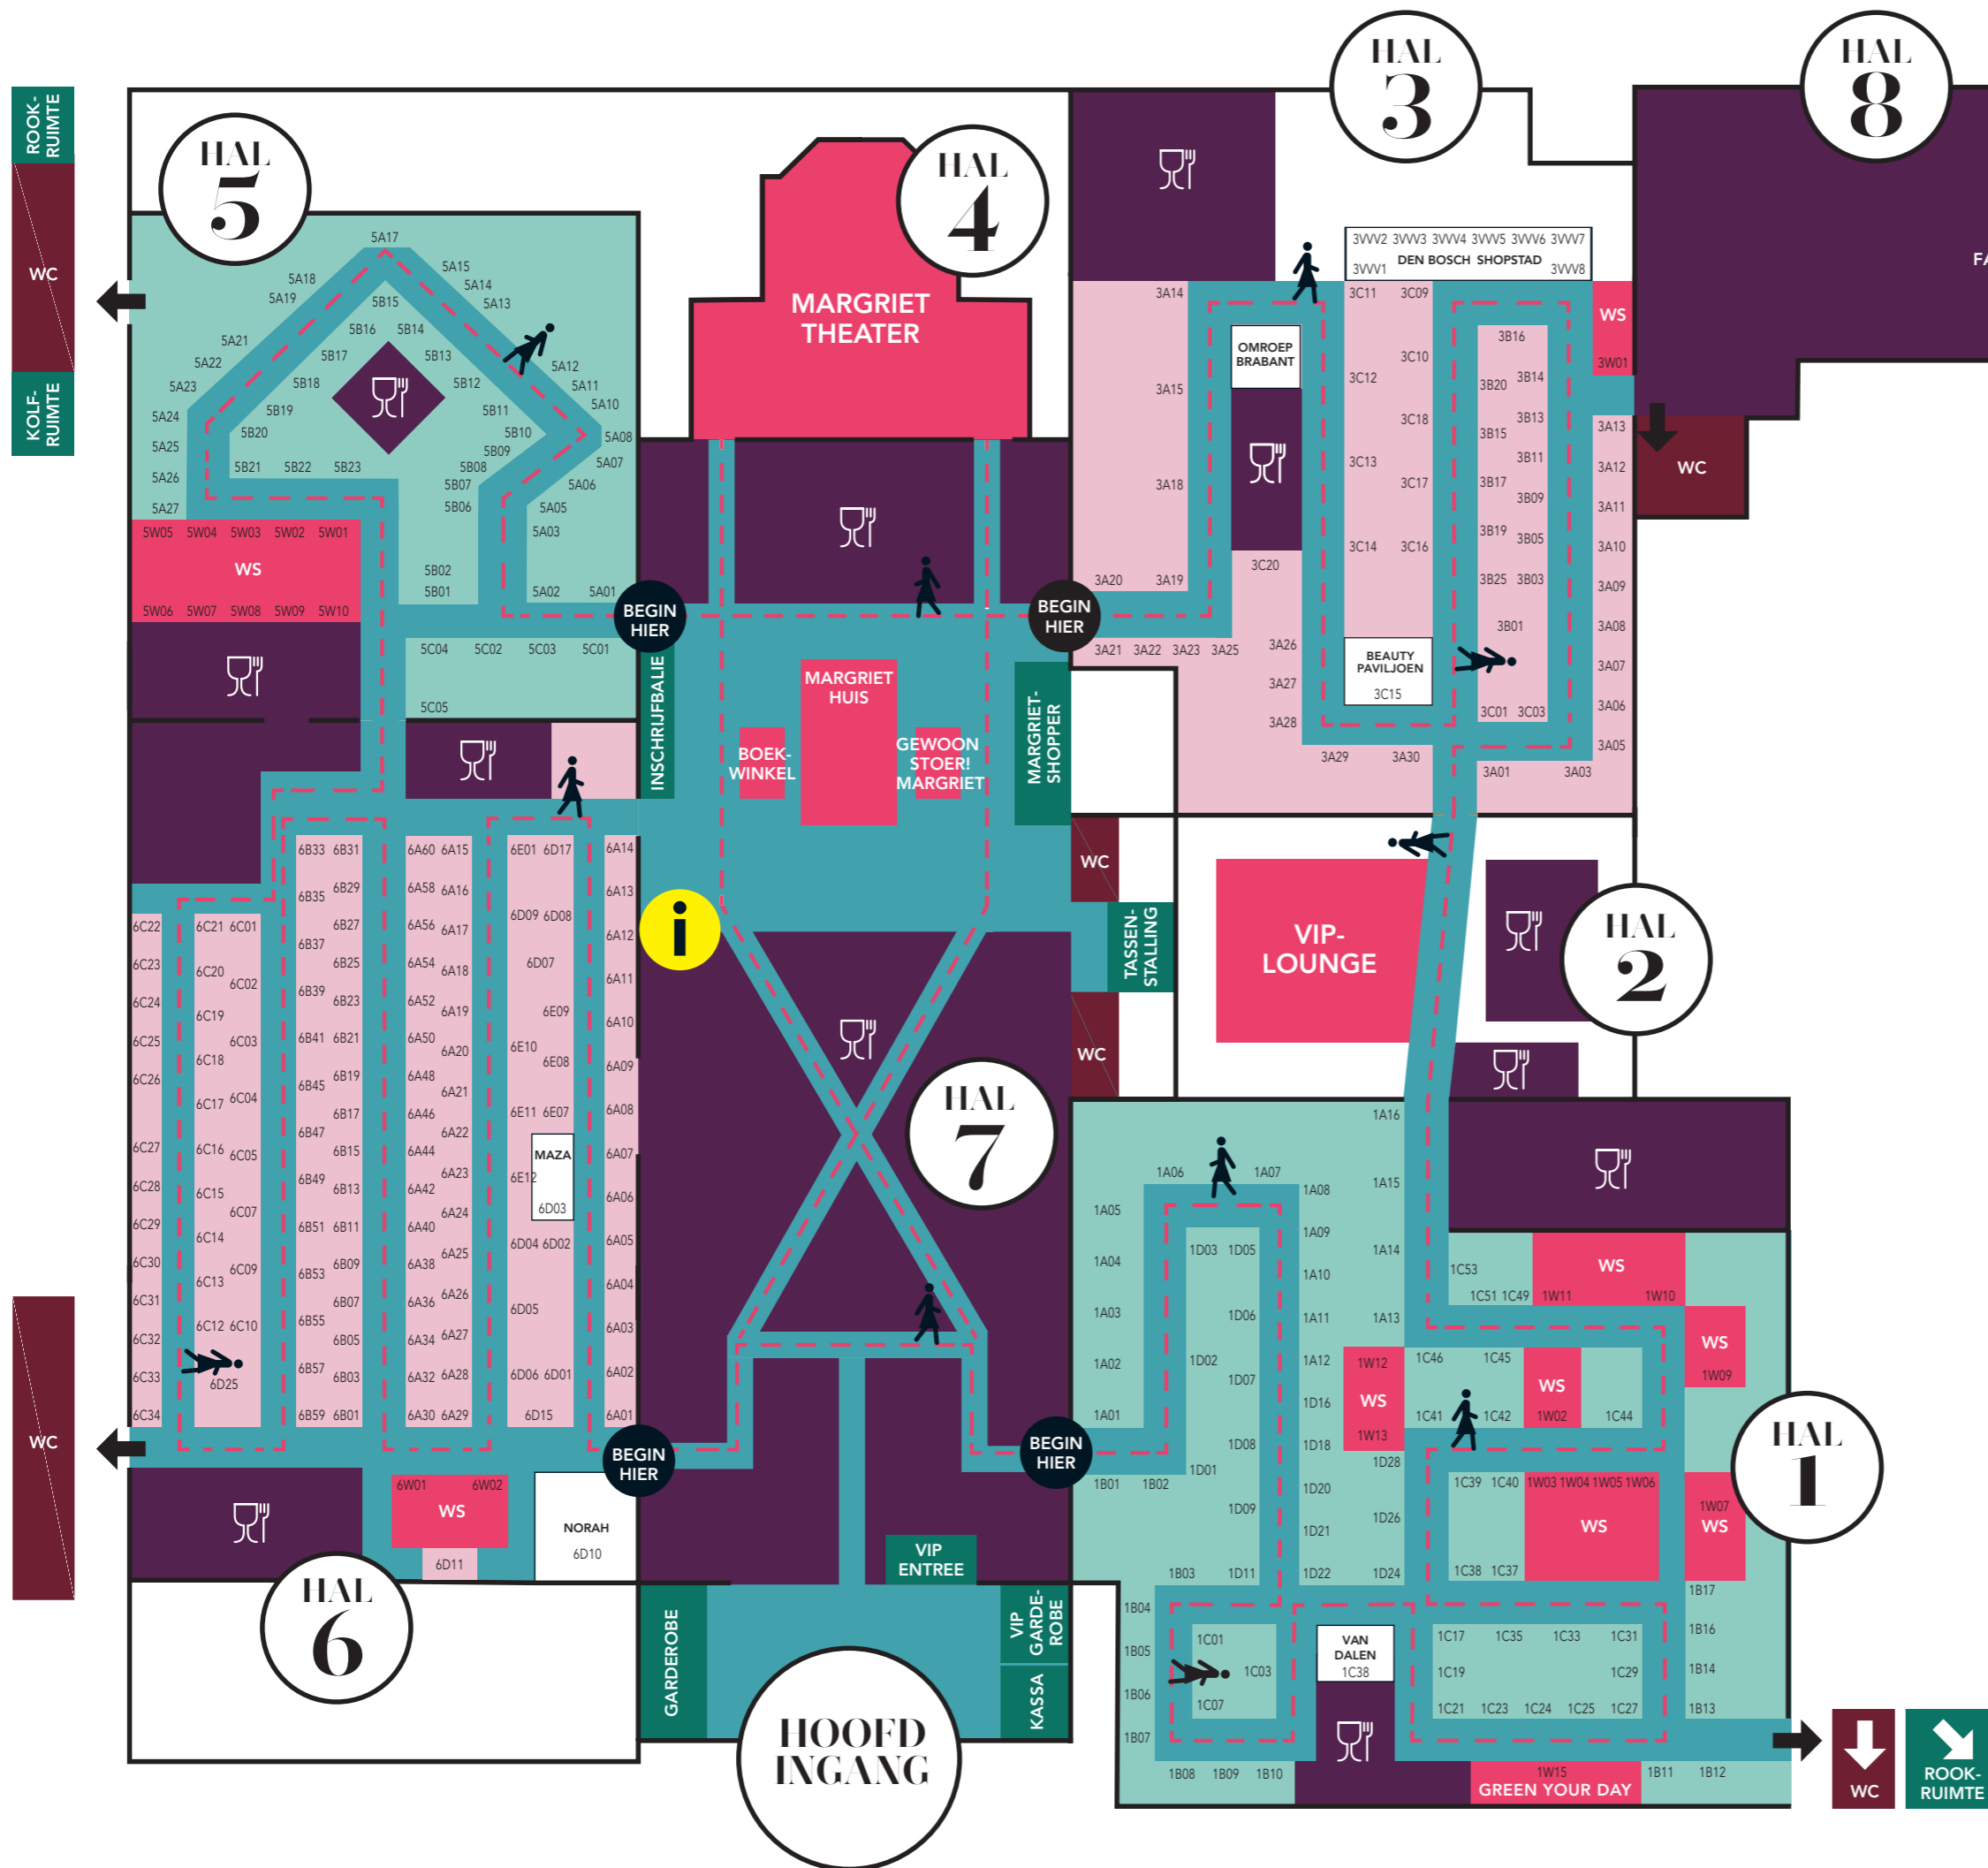 HAL
3
HAL
8
HAL
5
HAL
4
ROOK-
RUIMTE
WC
KOLF-
RUIMTE
MARGRIET
THEATER
5A17
5A18
5A19
5A15
5A14
5A13
5B15
5B16
5B14
5B17
5B13
5B18
5B12
5B19
5B11
5B20
5B10
5B09
5B21
5B22
5B23
5B08
5B07
5B06
5A21
5A22
5A23
5A24
5A25
5A26
5A27
5A12
5A11
5A10
5A08
5A07
5A06
5A05
5A03
5W05 5W04 5W03 5W02 5W01
WS
5W06 5W07 5W08 5W09 5W10
5B02
5B01
5A02
5A01
5C04
5C02
5C03
5C01
5C05
BEGIN
HIER
BEGIN
HIER
INSCHRIJFBALIE
MARGRIET
HUIS
BOEK-
WINKEL
GEWOON
STOER!
MARGRIET
MARGRIET-
SHOPPER
3VVV2 3VVV3 3VVV4 3VVV5 3VVV6 3VVV7
3VVV1
DEN BOSCH SHOPSTAD
3VVV8
FA
3A14
3A15
3A18
3A20
3A19
OMROEP
BRABANT
3C20
3C11
3C09
3C10
3C12
3C18
3C13
3C17
3C14
3C16
BEAUTY
PAVILJOEN
3C15
3B16
3B20
3B14
3B13
3B15
3B11
3B17
3B09
3B19
3B05
3B25
3B03
3B01
3C01
3C03
WS
3W01
WC
3A13
3A12
3A11
3A10
3A09
3A08
3A07
3A06
3A05
3A21
3A22
3A23
3A25
3A26
3A27
3A28
3A29
3A30
3A01
3A03
WC
TASSEN-
STALLING
WC
VIP-
LOUNGE
HAL
2
HAL
7
i
6C22
6C23
6C24
6C25
6C26
6C27
6C28
6C29
6C30
6C31
6C32
6C33
6C34
6C21
6C20
6C19
6C18
6C17
6C16
6C15
6C14
6C13
6C12
6D25
6C01
6C02
6C03
6C04
6C05
6C07
6C09
6C10
6B33
6B35
6B37
6B39
6B41
6B45
6B47
6B49
6B51
6B53
6B55
6B57
6B59
6B31
6B29
6B27
6B25
6B23
6B21
6B19
6B17
6B15
6B13
6B11
6B09
6B07
6B05
6B03
6B01
6A60
6A58
6A56
6A54
6A52
6A50
6A48
6A46
6A44
6A42
6A40
6A38
6A36
6A34
6A32
6A30
6A15
6A16
6A17
6A18
6A19
6A20
6A21
6A22
6A23
6A24
6A25
6A26
6A27
6A28
6A29
6E01 6D17
6D09 6D08
6D07
6E09
6E10
6E08
6E11 6E07
MAZA
6E12
6D03
6D04 6D02
6D05
6D06 6D01
6D15
6A14
6A13
6A12
6A11
6A10
6A09
6A08
6A07
6A06
6A05
6A04
6A03
6A02
6A01
WC
6W01
6W02
WS
6D11
NORAH
6D10
HAL
6
BEGIN
HIER
BEGIN
HIER
VIP
ENTREE
GARDEROBE
VIP
GARDE-
ROBE
KASSA
HOOFD
INGANG
1A16
1A15
1A14
1A13
1A06
1A07
1A05
1A04
1A03
1A02
1A01
1A08
1A09
1A10
1A11
1A12
1D16
1D18
1D20
1D21
1D22
1D03
1D05
1D06
1D02
1D07
1D08
1D01
1D09
1D11
1D28
1D26
1D24
1B01
1B02
1B03
1B04
1B05
1B06
1B07
1B08
1B09
1B10
1C01
1C03
1C07
VAN
DALEN
1C38
1W12
WS
1W13
1C53
1C51 1C49
WS
1W11
1W10
WS
1W09
1C46
1C45
WS
1W02
1C41
1C42
1C44
1C39
1C40
1W03 1W04 1W05 1W06
WS
1C38
1C37
1W07
WS
HAL
1
1C17
1C35
1C33
1C31
1C19
1C29
1C21
1C23
1C24
1C25
1C27
1B17
1B16
1B14
1B13
1W15
GREEN YOUR DAY
1B11
1B12
WC
ROOK-
RUIMTE